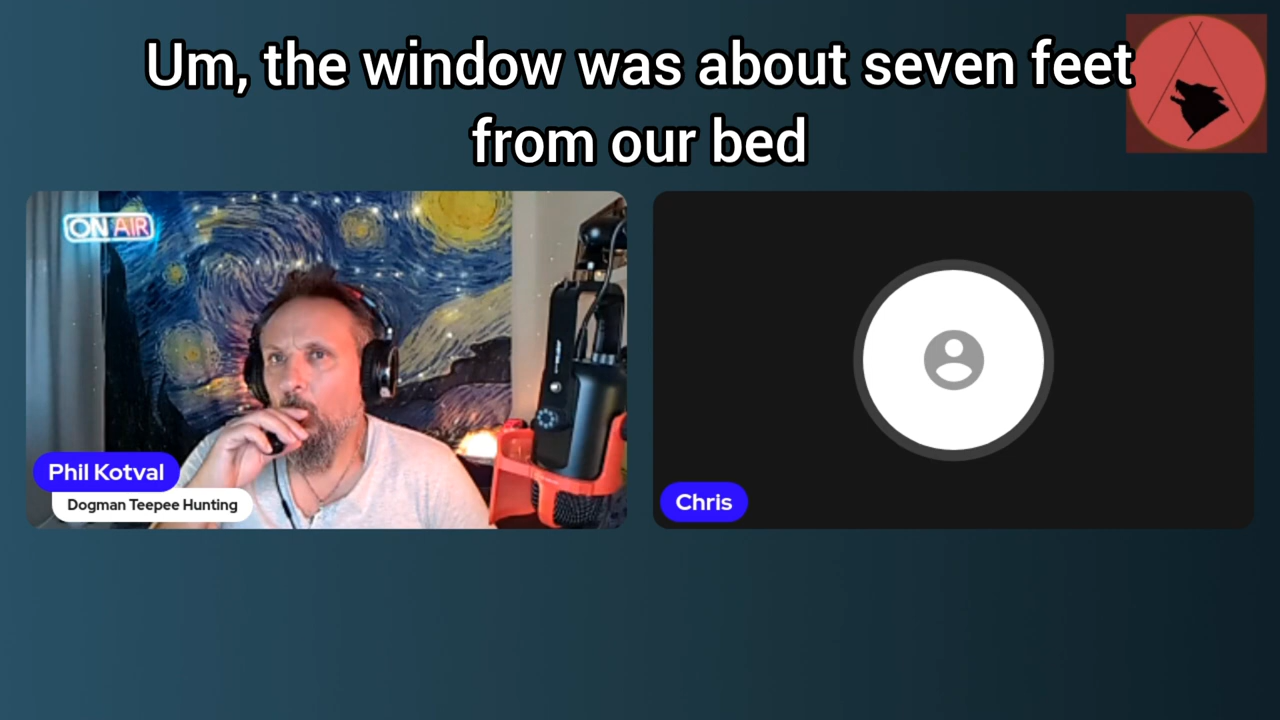 Um, the window was about seven feet
from our bed
ON AIR
Phil Kotval
Dogman Teepee Hunting
Chris